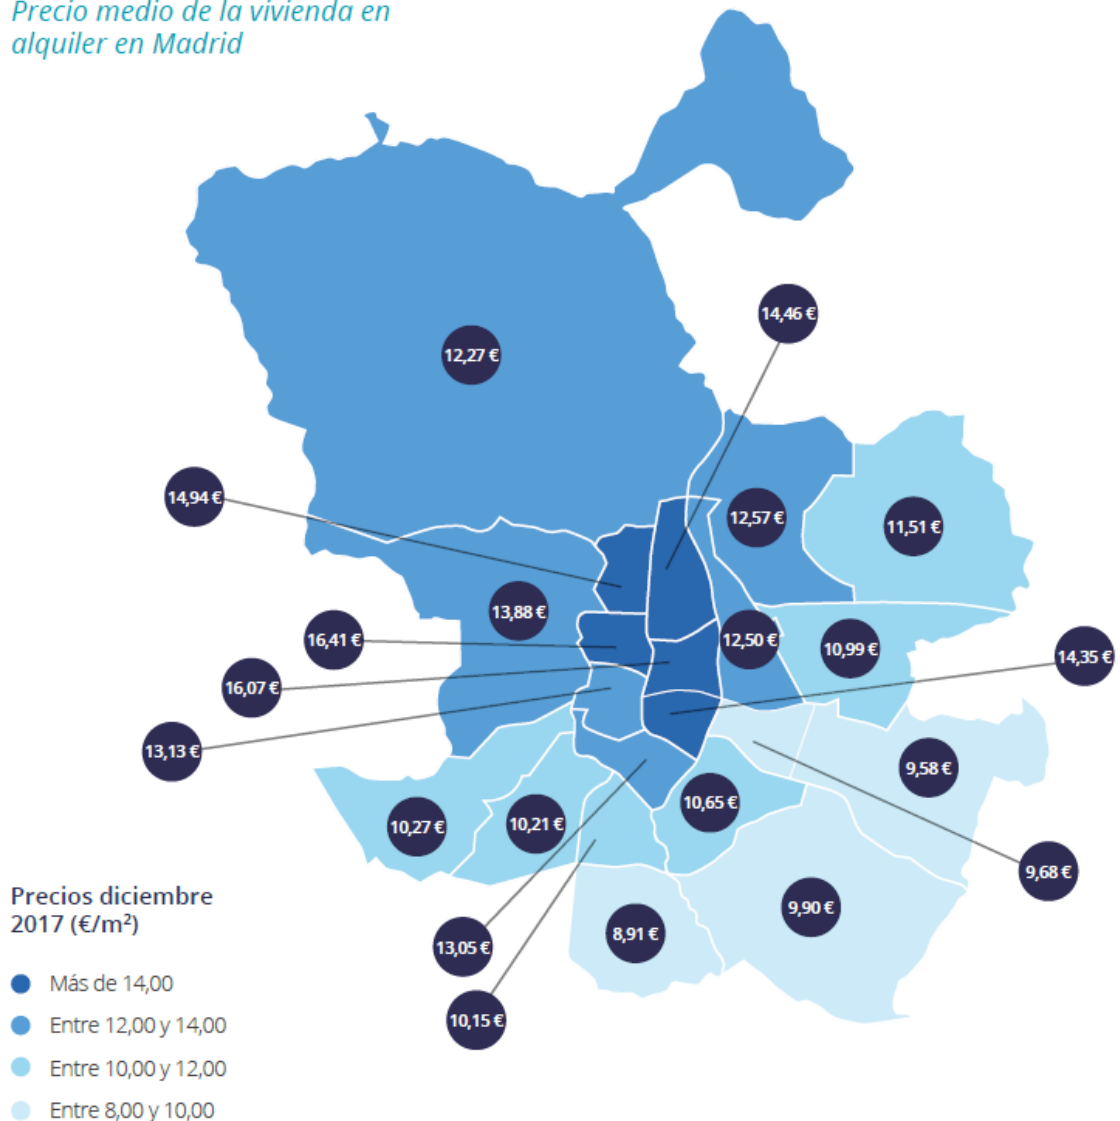 Precio medio de la vivienda en
alquiler en Madrid
14,46 €
12,27 €
14,94 €
12,57 €
11,51 €
13,88 €
16,41 €
12,50 €
10,99 €
14,35 €
16,07 €
13,13 €
9,58 €
10,65 €
10,27 €
10,21 €
9,68 €
9,90 €
8,91 €
13,05 €
10,15 €
Precios diciembre
2017 (€/m²)
Más de 14,00
Entre 12,00 y 14,00
Entre 10,00 y 12,00
Entre 8,00 y 10,00